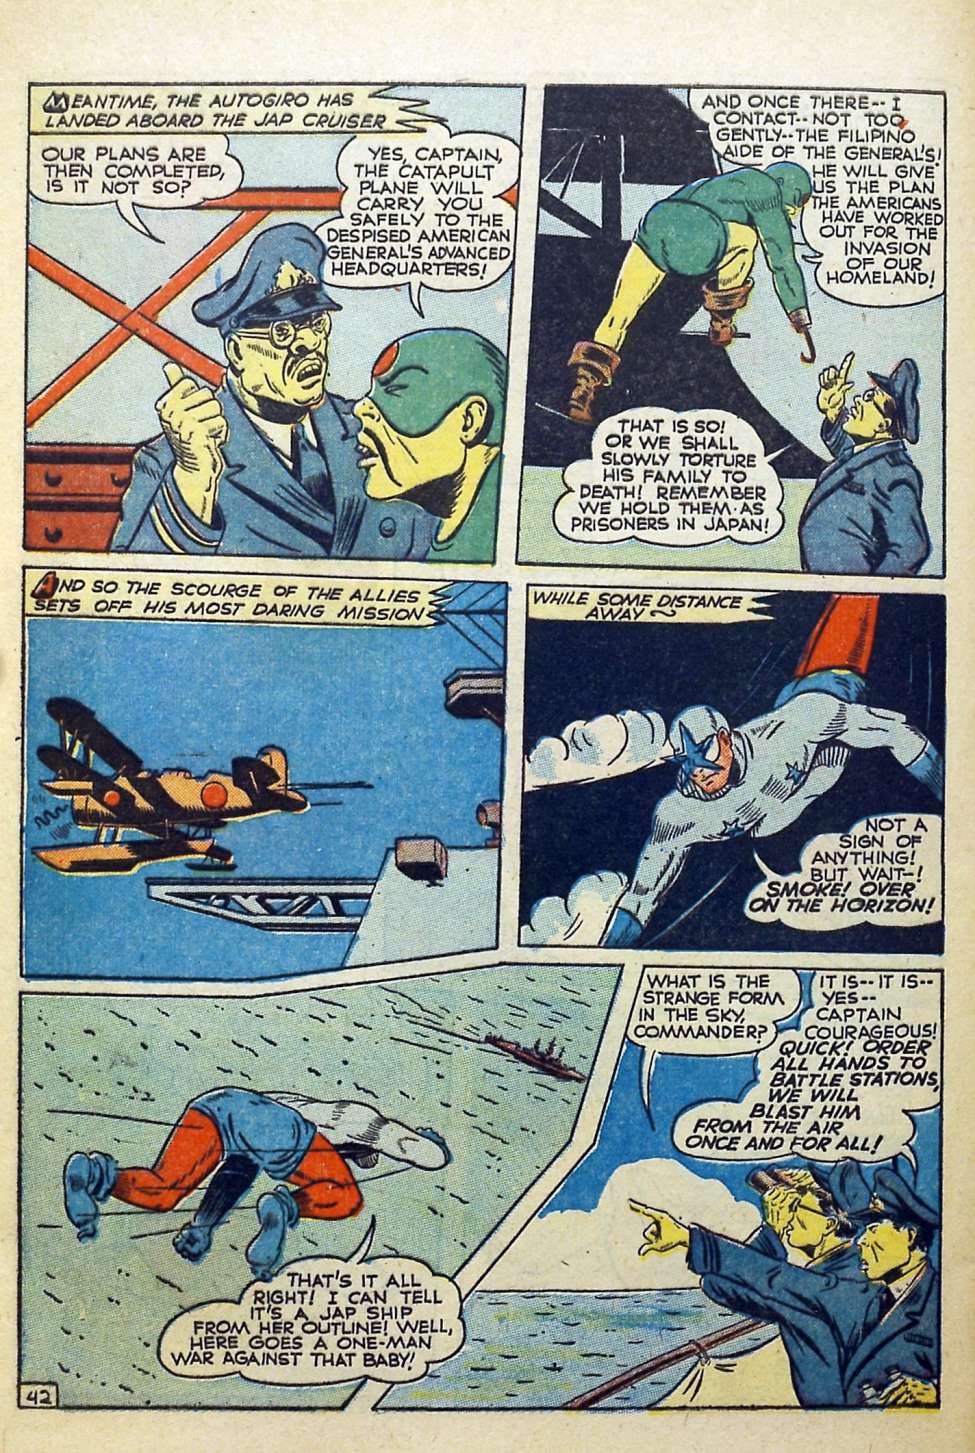 MEANTIME, THE AUTOGIRO HAS
LANDED ABOARD THE JAP CRUISER
OUR PLANS ARE
THEN COMPLETED,
IS IT NOT SO?
YES, CAPTAIN,
THE CATAPULT
PLANE WILL
CARRY YOU
SAFELY TO THE
DESPISED AMERICAN
GENERAL'S ADVANCED
HEADQUARTERS!
AND ONCE THERE-- I
CONTACT-- NOT TOO
GENTLY-- THE FILIPINO
AIDE OF THE GENERAL'S!
HE WILL GIVE
US THE PLAN
THE AMERICANS
HAVE WORKED
OUT FOR THE
INVASION
OF OUR
HOMELAND!
THAT IS SO!
OR WE SHALL
SLOWLY TORTURE
HIS FAMILY TO
DEATH! REMEMBER
WE HOLD THEM AS
PRISONERS IN JAPAN!
AND SO THE SCOURGE OF THE ALLIES
SETS OFF HIS MOST DARING MISSION
WHILE SOME DISTANCE
AWAY~
NOT A
SIGN OF
ANYTHING!
BUT WAIT--!
SMOKE! OVER
ON THE HORIZON!
THAT'S IT ALL
RIGHT! I CAN TELL
IT'S A JAP SHIP
FROM HER OUTLINE! WELL,
HERE GOES A ONE-MAN
WAR AGAINST THAT BABY!
WHAT IS THE
STRANGE FORM
IN THE SKY,
COMMANDER?
IT IS-- IT IS--
YES--
CAPTAIN
COURAGEOUS!
QUICK! ORDER
ALL HANDS TO
BATTLE STATIONS,
WE WILL
BLAST HIM
FROM THE AIR
ONCE AND FOR ALL!
42